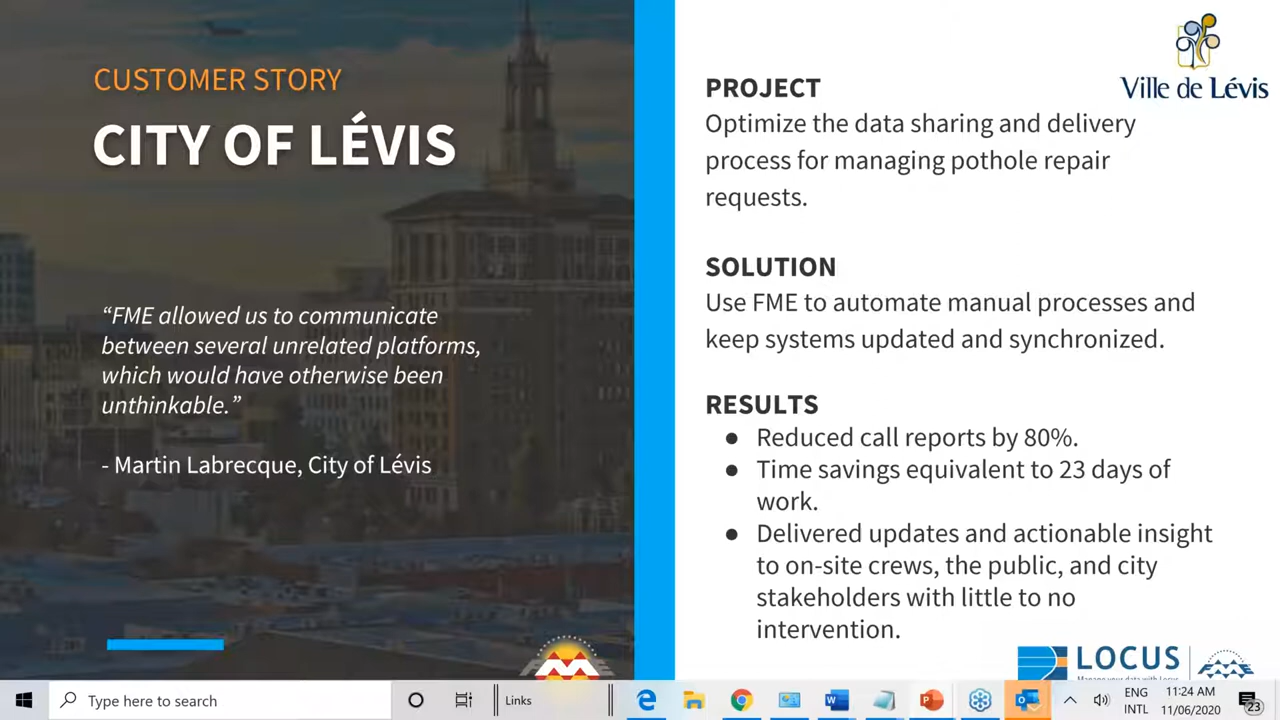 CUSTOMER STORY
CITY OF LÉVIS
“FME allowed us to communicate
between several unrelated platforms,
which would have otherwise been
unthinkable.”
- Martin Labrecque, City of Lévis
Ville de Lévis
PROJECT
Optimize the data sharing and delivery
process for managing pothole repair
requests.
SOLUTION
Use FME to automate manual processes and
keep systems updated and synchronized.
RESULTS
● Reduced call reports by 80%.
● Time savings equivalent to 23 days of
work.
● Delivered updates and actionable insight
to on-site crews, the public, and city
stakeholders with little to no
intervention.
LOCUS
Manage your data with Locus
Type here to search
Links
ENG
INTL
11:24 AM
11/06/2020
23